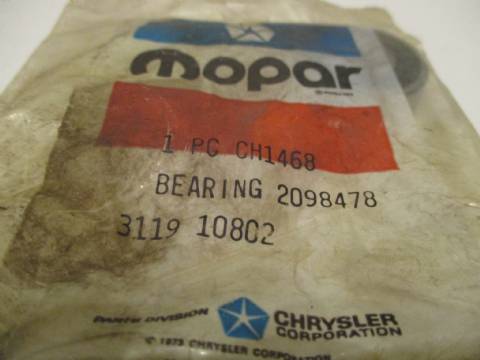 mopar
1 PC CH1468
BEARING 2098478
3119 10802
PARTS DIVISION CHRYSLER CORPORATION
© 1973 CHRYSLER CORPORATION